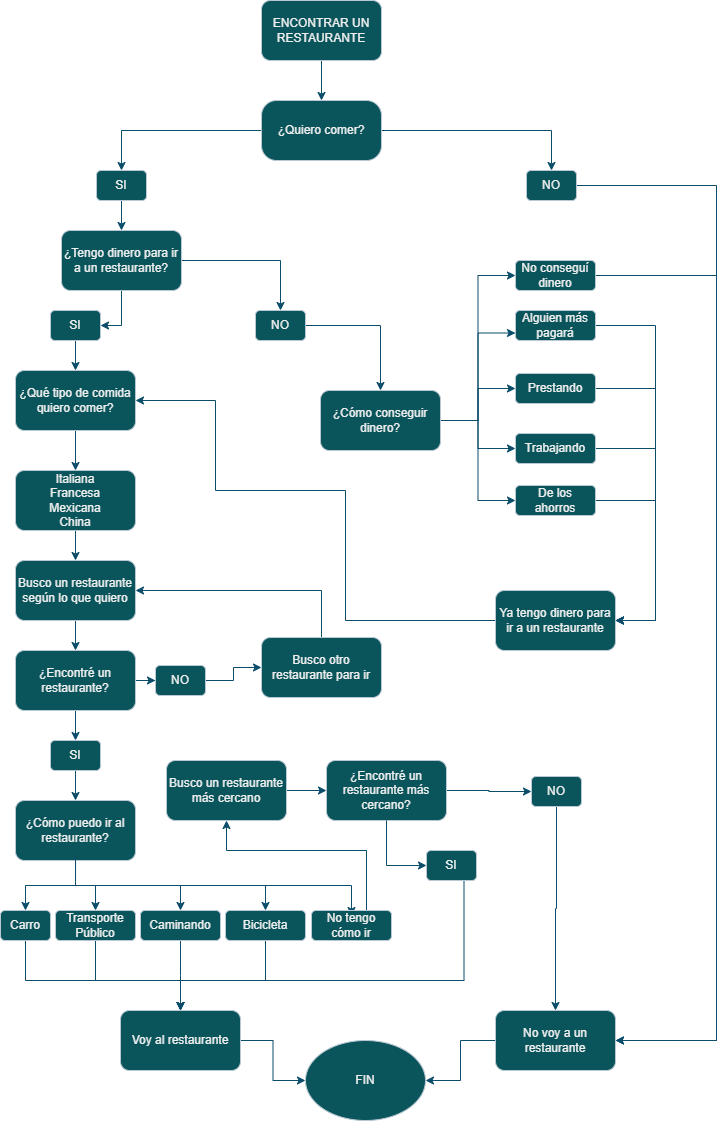 ENCONTRAR UN
RESTAURANTE
¿Quiero comer?
SI
NO
¿Tengo dinero para ir
a un restaurante?
SI
NO
No conseguí
dinero
Alguien más
pagará
¿Qué tipo de comida
quiero comer?
Prestando
¿Cómo conseguir
dinero?
Trabajando
Italiana
Francesa
Mexicana
China
De los
ahorros
Busco un restaurante
según lo que quiero
Ya tengo dinero para
ir a un restaurante
¿Encontré un
restaurante?
NO
Busco otro
restaurante para ir
SI
Busco un restaurante
más cercano
¿Encontré un
restaurante más
cercano?
NO
¿Cómo puedo ir al
restaurante?
SI
Carro
Transporte
Público
Caminando
Bicicleta
No tengo
cómo ir
Voy al restaurante
No voy a un
restaurante
FIN